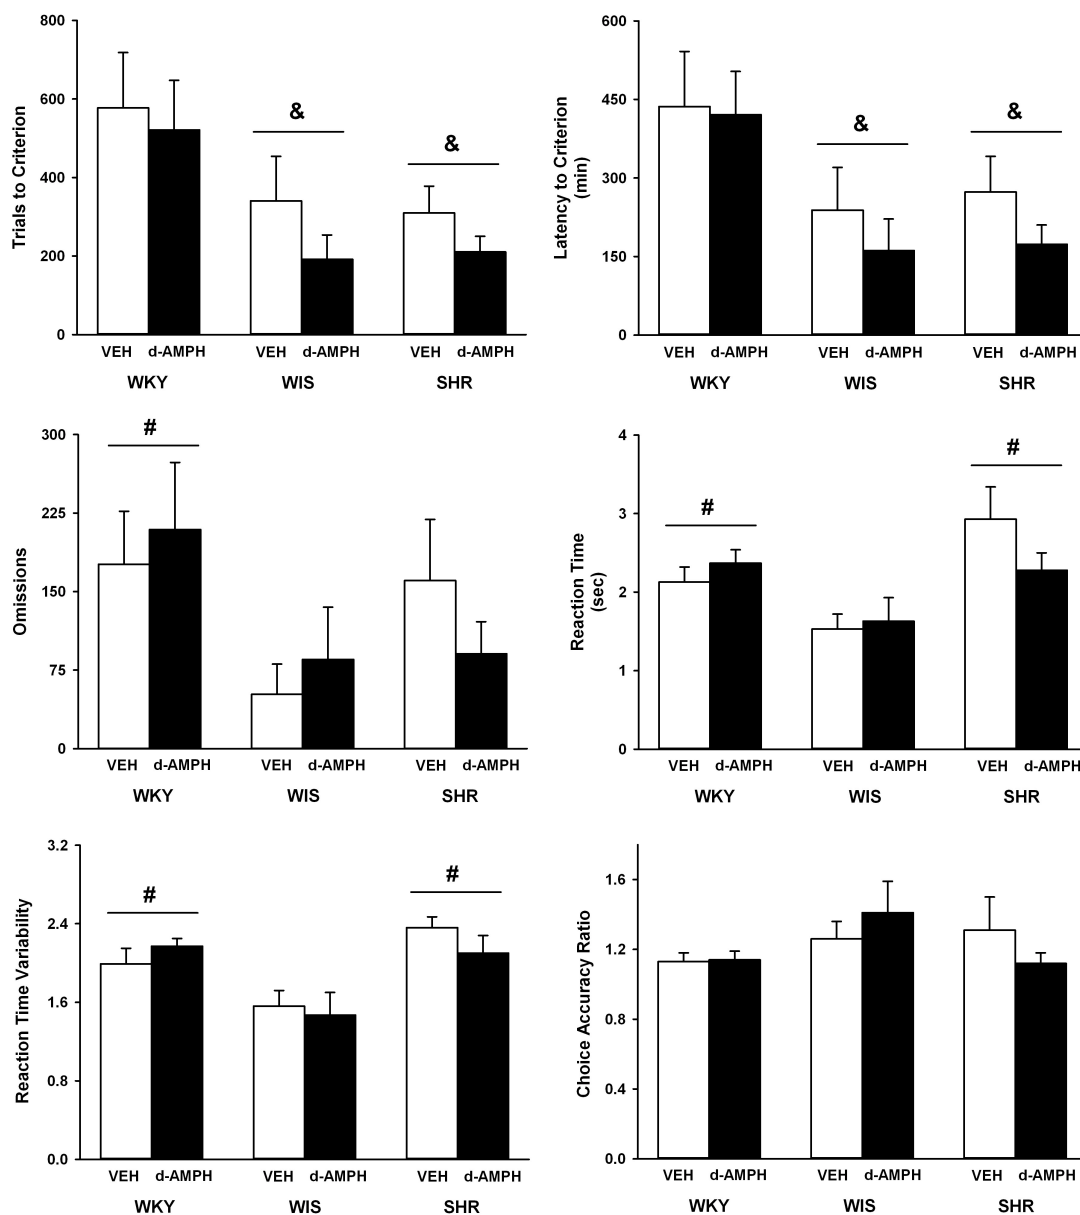 800
600
400
200
0
Trials to Criterion
&
&
VEH d-AMPH VEH d-AMPH VEH d-AMPH
WKY WIS SHR
600
450
300
150
0
Latency to Criterion
(min)
&
&
VEH d-AMPH VEH d-AMPH VEH d-AMPH
WKY WIS SHR
300
225
150
75
0
Omissions
#
VEH d-AMPH VEH d-AMPH VEH d-AMPH
WKY WIS SHR
4
3
2
1
0
Reaction Time
(sec)
#
#
VEH d-AMPH VEH d-AMPH VEH d-AMPH
WKY WIS SHR
3.2
2.4
1.6
0.8
0.0
Reaction Time Variability
#
#
VEH d-AMPH VEH d-AMPH VEH d-AMPH
WKY WIS SHR
1.6
1.2
0.8
0.4
0.0
Choice Accuracy Ratio
VEH d-AMPH VEH d-AMPH VEH d-AMPH
WKY WIS SHR